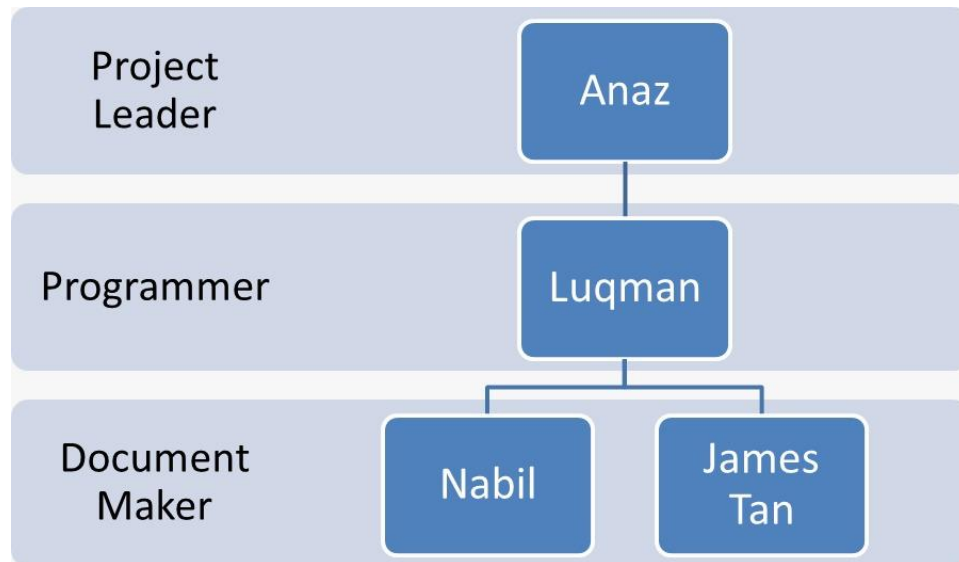 Project
Leader
Anaz
Programmer
Luqman
Document
Maker
Nabil
James
Tan